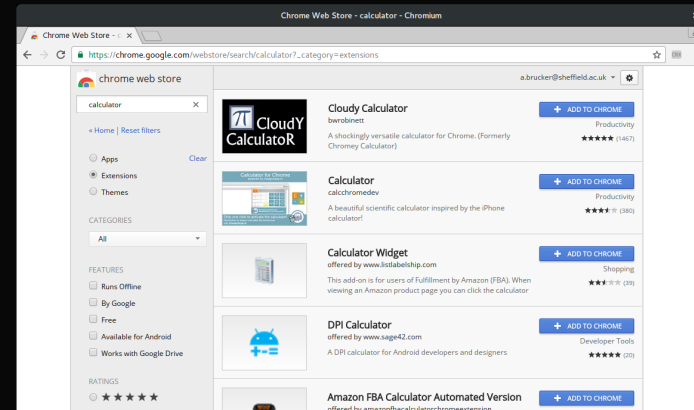 Chrome Web Store - calculator - Chromium
Chrome Web Store - c
https://chrome.google.com/webstore/search/calculator?_category=extensions
chrome web store
a.brucker@sheffield.ac.uk
calculator
« Home | Reset filters
Apps
Clear
Extensions
Themes
CATEGORIES
All
FEATURES
Runs Offline
By Google
Free
Available for Android
Works with Google Drive
RATINGS
π CloudY
CalculatoR
Cloudy Calculator
bwrobinett
A shockingly versatile calculator for Chrome. (Formerly
Chromey Calculator)
ADD TO CHROME
Productivity
(1467)
Calculator for Chrome
Calculator
calcchromedev
A beautiful scientific calculator inspired by the iPhone
calculator!
ADD TO CHROME
Productivity
(380)
Calculator Widget
offered by www.listlabelship.com
This add-on is for users of Fulfillment by Amazon (FBA). When
viewing an Amazon product page you can click the calculator
ADD TO CHROME
Shopping
(39)
DPI Calculator
offered by www.sage42.com
A DPI calculator for Android developers and designers
ADD TO CHROME
Developer Tools
(20)
Amazon FBA Calculator Automated Version
offered by amazonfbacalculatorchromeextension
ADD TO CHROME